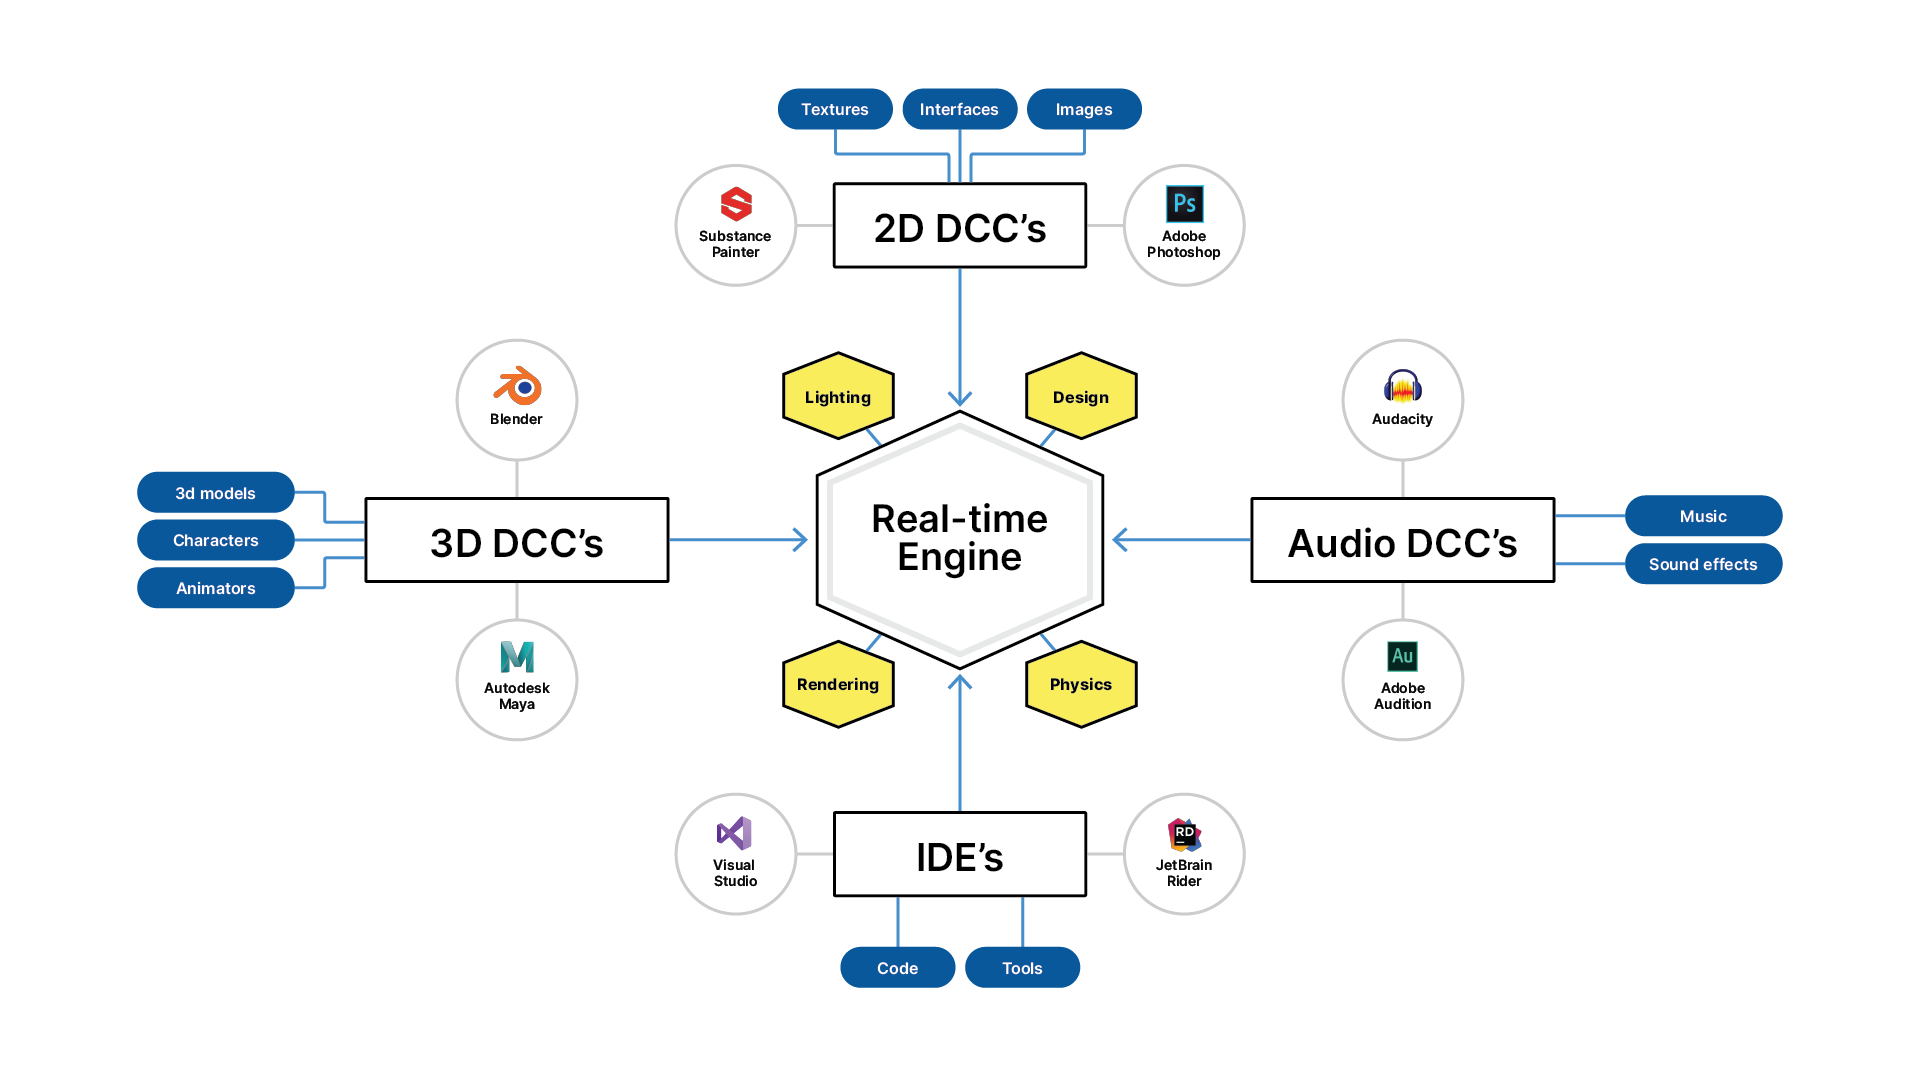 Textures
Interfaces
Images
Substance
Painter
2D DCC’s
Ps
Adobe
Photoshop
Blender
Lighting
Design
Audacity
3d models
Characters
Animators
3D DCC’s
Real-time
Engine
Audio DCC’s
Music
Sound effects
Autodesk
Maya
Rendering
Physics
Au
Adobe
Audition
Visual
Studio
IDE’s
RD
JetBrain
Rider
Code
Tools